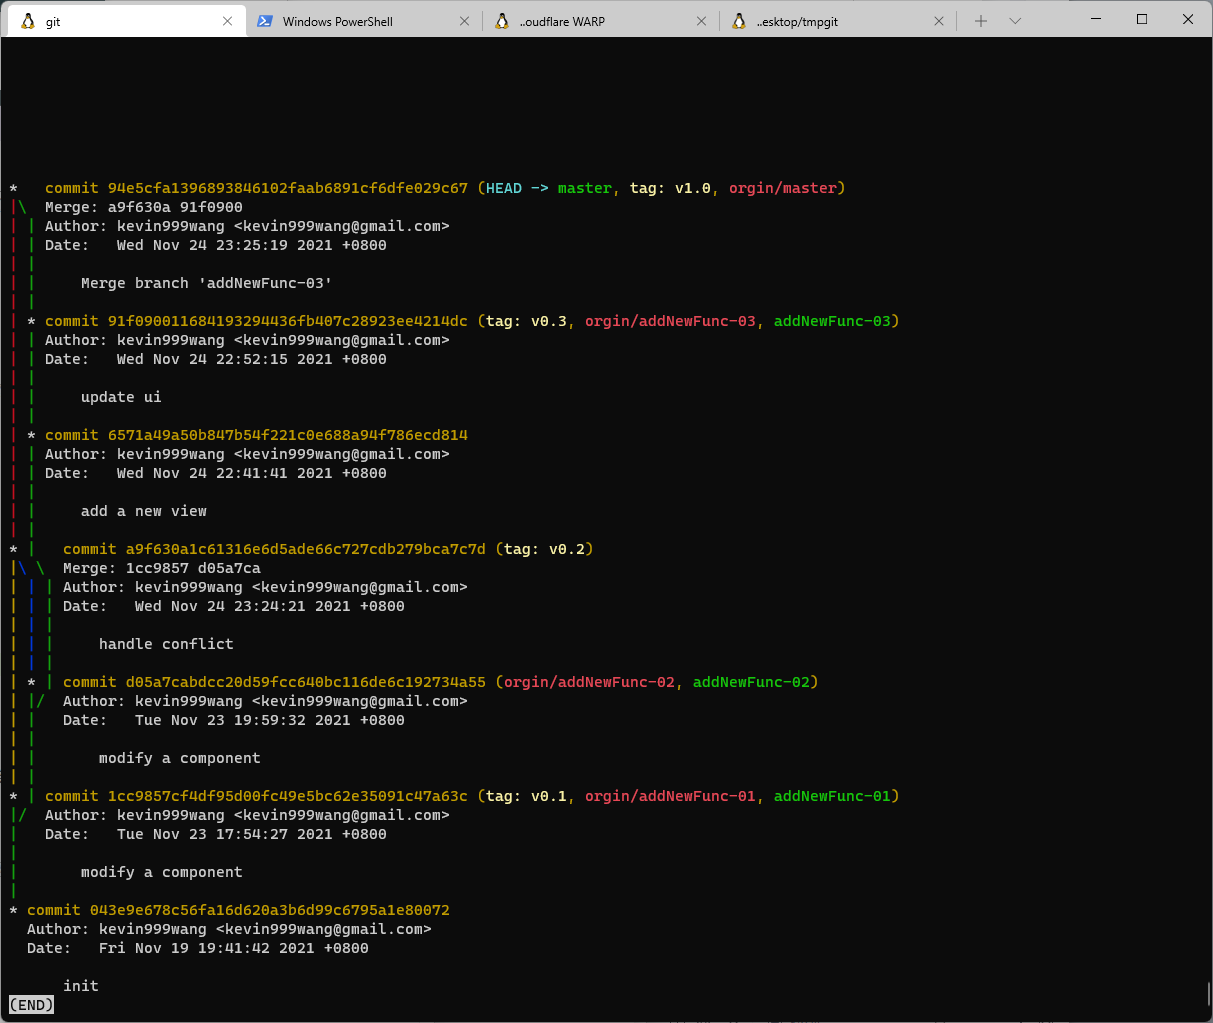 git
Windows PowerShell
..oudflare WARP
..esktop/tmpgit
*   commit 94e5cfa1396893846102faab6891cf6dfe029c67 (HEAD -> master, tag: v1.0, orgin/master)
|\  Merge: a9f630a 91f0900
| | Author: kevin999wang <kevin999wang@gmail.com>
| | Date:   Wed Nov 24 23:25:19 2021 +0800
| |
| |     Merge branch 'addNewFunc-03'
| |
| * commit 91f090011684193294436fb407c28923ee4214dc (tag: v0.3, orgin/addNewFunc-03, addNewFunc-03)
| | Author: kevin999wang <kevin999wang@gmail.com>
| | Date:   Wed Nov 24 22:52:15 2021 +0800
| |
| |     update ui
| |
| * commit 6571a49a50b847b54f221c0e688a94f786ecd814
| | Author: kevin999wang <kevin999wang@gmail.com>
| | Date:   Wed Nov 24 22:41:41 2021 +0800
| |
| |     add a new view
| |
* |   commit a9f630a1c61316e6d5ade66c727cdb279bca7c7d (tag: v0.2)
|\ \  Merge: 1cc9857 d05a7ca
| | | Author: kevin999wang <kevin999wang@gmail.com>
| | | Date:   Wed Nov 24 23:24:21 2021 +0800
| | |
| | |     handle conflict
| | |
| * | commit d05a7cabdcc20d59fcc640bc116de6c192734a55 (orgin/addNewFunc-02, addNewFunc-02)
| |/  Author: kevin999wang <kevin999wang@gmail.com>
| |   Date:   Tue Nov 23 19:59:32 2021 +0800
| |
| |       modify a component
| |
* | commit 1cc9857cf4df95d00fc49e5bc62e35091c47a63c (tag: v0.1, orgin/addNewFunc-01, addNewFunc-01)
|/  Author: kevin999wang <kevin999wang@gmail.com>
|   Date:   Tue Nov 23 17:54:27 2021 +0800
|
|       modify a component
|
* commit 043e9e678c56fa16d620a3b6d99c6795a1e80072
  Author: kevin999wang <kevin999wang@gmail.com>
  Date:   Fri Nov 19 19:41:42 2021 +0800

      init
(END)